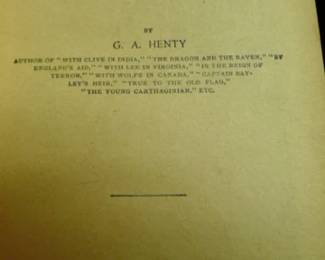 BY
G. A. HENTY
AUTHOR OF "WITH CLIVE IN INDIA," "THE DRAGON AND THE RAVEN," "BY
ENGLAND'S AID," "WITH LEE IN VIRGINIA," "IN THE REIGN OF
TERROR," "WITH WOLFE IN CANADA," "CAPTAIN BAY-
LEY'S HEIR," "TRUE TO THE OLD FLAG,"
"THE YOUNG CARTHAGINIAN," ETC.